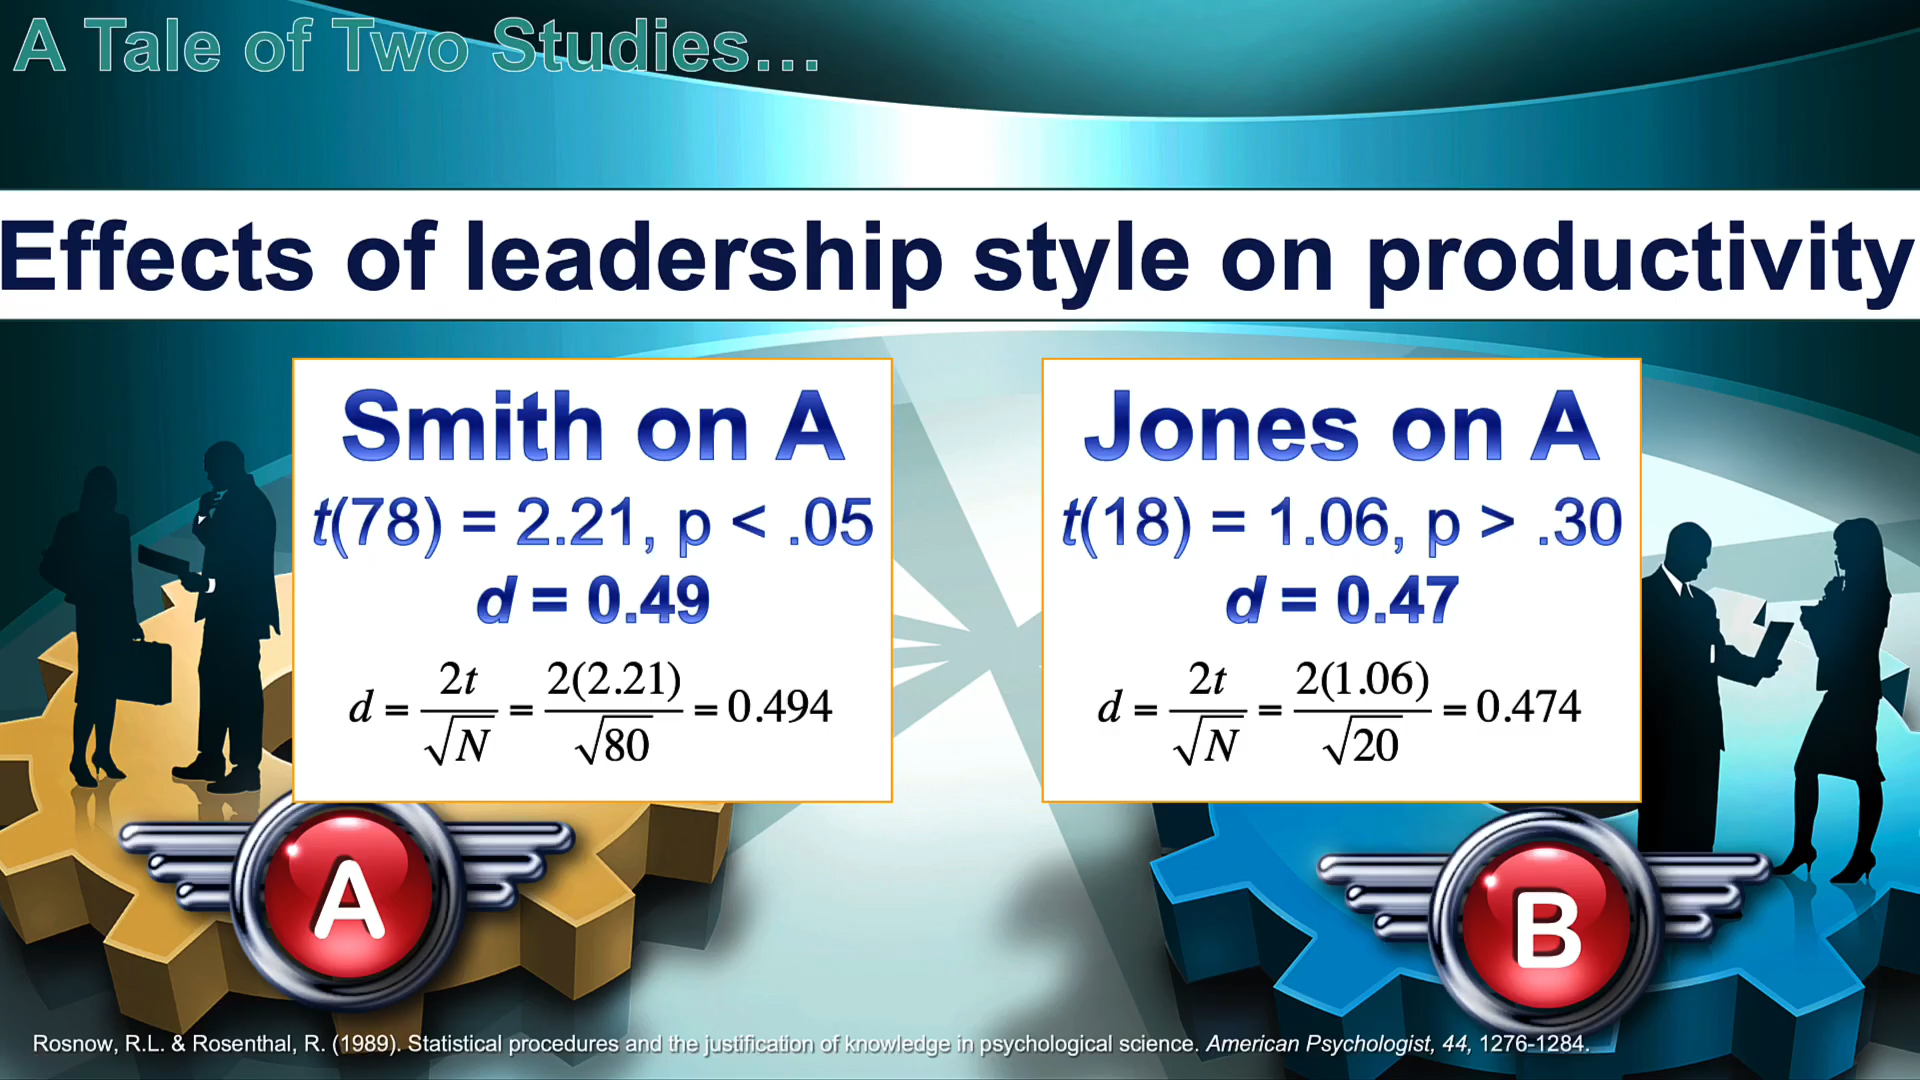 A Tale of Two Studies...
Effects of leadership style on productivity
Smith on A
t(78) = 2.21, p < .05
d = 0.49
d = 2t/√N = 2(2.21)/√80 = 0.494
Jones on A
t(18) = 1.06, p > .30
d = 0.47
d = 2t/√N = 2(1.06)/√20 = 0.474
A
B
Rosnow, R.L. & Rosenthal, R. (1989). Statistical procedures and the justification of knowledge in psychological science. American Psychologist, 44, 1276-1284.